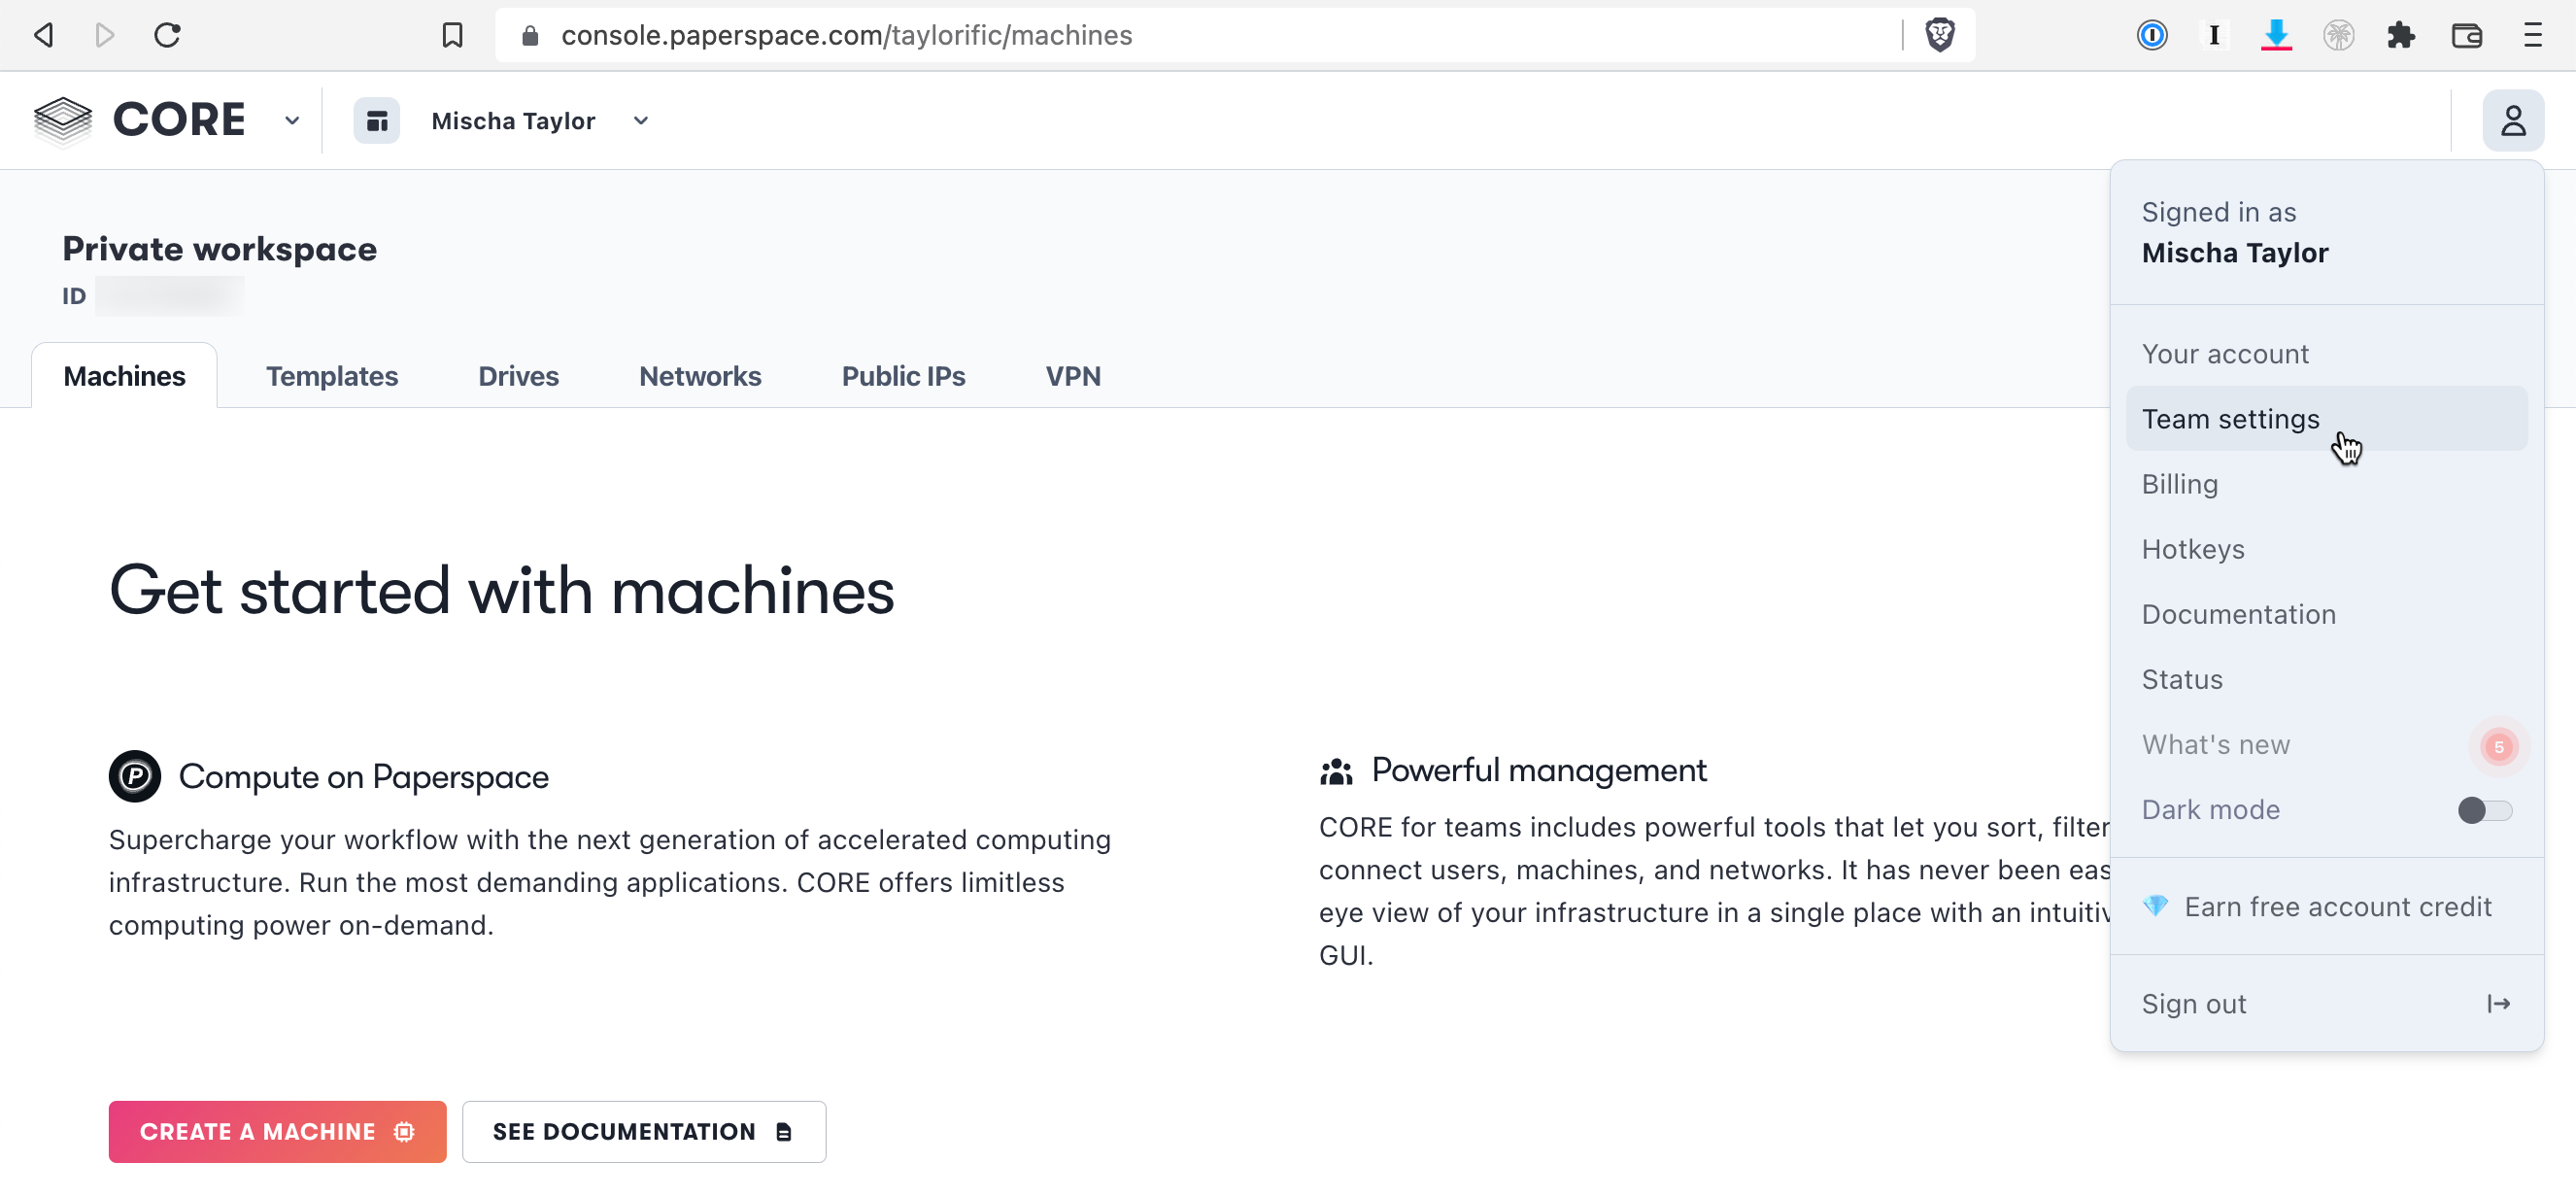 console.paperspace.com/taylorific/machines
CORE
Mischa Taylor
Signed in as
Mischa Taylor
Private workspace
ID
Machines
Templates
Drives
Networks
Public IPs
VPN
Your account
Team settings
Billing
Hotkeys
Documentation
Status
What's new
5
Dark mode
Earn free account credit
Sign out
Get started with machines
Compute on Paperspace
Supercharge your workflow with the next generation of accelerated computing
infrastructure. Run the most demanding applications. CORE offers limitless
computing power on-demand.
Powerful management
CORE for teams includes powerful tools that let you sort, filter
connect users, machines, and networks. It has never been eas
eye view of your infrastructure in a single place with an intuitiv
GUI.
CREATE A MACHINE
SEE DOCUMENTATION